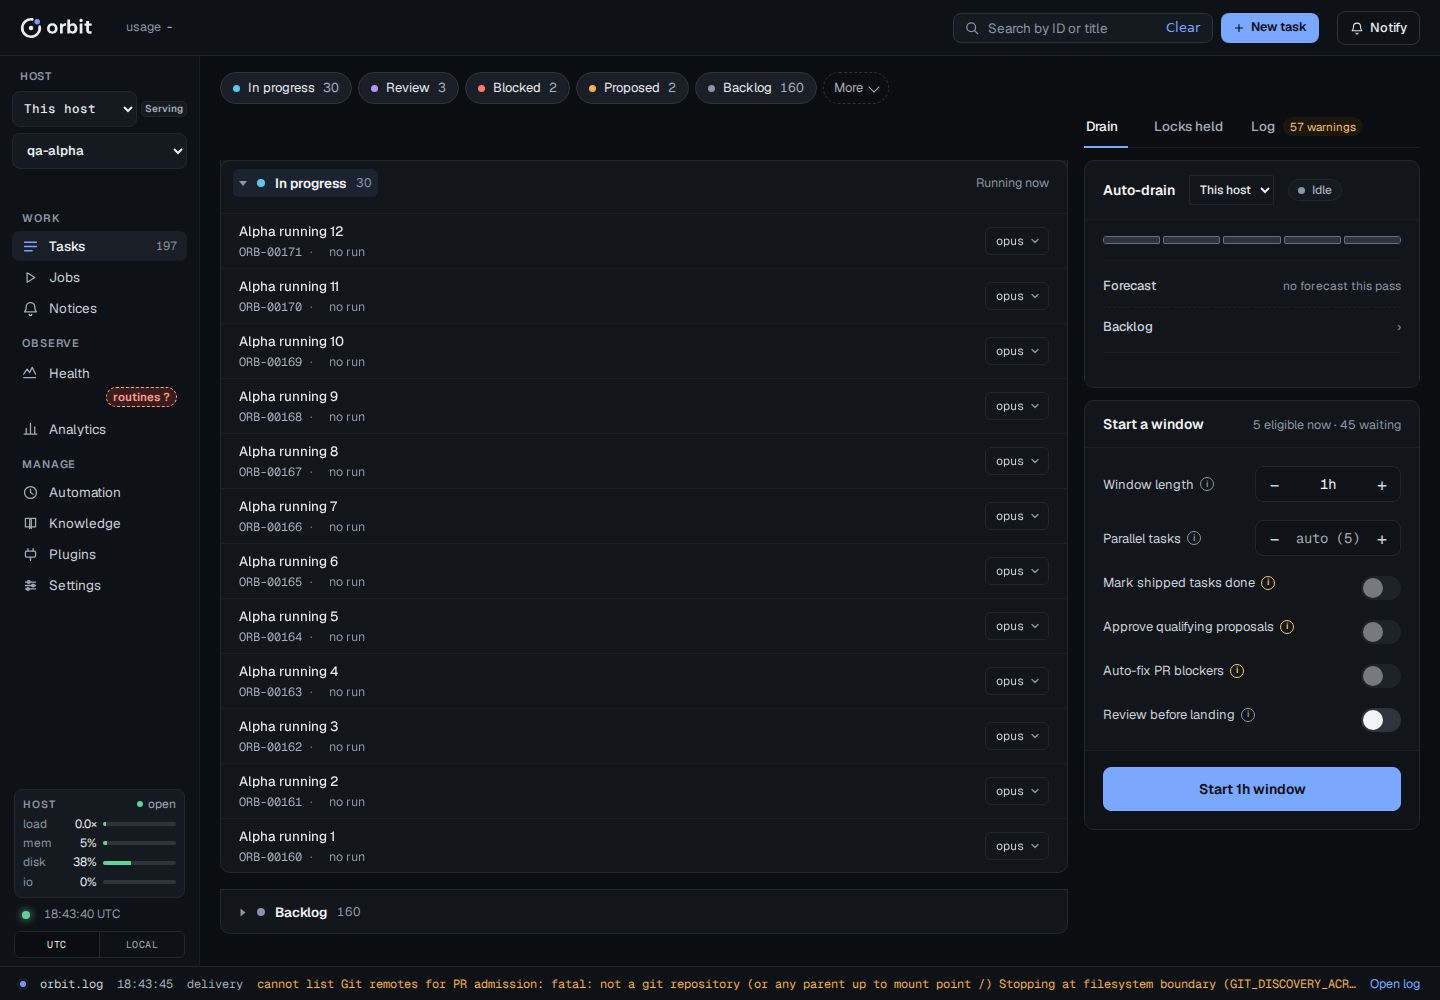 orbit
usage -
Search by ID or title
Clear
+ New task
Notify
HOST
This host
Serving
qa-alpha
WORK
Tasks 197
Jobs
Notices
OBSERVE
Health
routines ?
Analytics
MANAGE
Automation
Knowledge
Plugins
Settings
HOST open
load 0.0×
mem 5%
disk 38%
io 0%
18:43:40 UTC
UTC LOCAL
In progress 30
Review 3
Blocked 2
Proposed 2
Backlog 160
More
In progress 30 Running now
Alpha running 12
ORB-00171 · no run
opus
Alpha running 11
ORB-00170 · no run
opus
Alpha running 10
ORB-00169 · no run
opus
Alpha running 9
ORB-00168 · no run
opus
Alpha running 8
ORB-00167 · no run
opus
Alpha running 7
ORB-00166 · no run
opus
Alpha running 6
ORB-00165 · no run
opus
Alpha running 5
ORB-00164 · no run
opus
Alpha running 4
ORB-00163 · no run
opus
Alpha running 3
ORB-00162 · no run
opus
Alpha running 2
ORB-00161 · no run
opus
Alpha running 1
ORB-00160 · no run
opus
Backlog 160
Drain
Locks held
Log 57 warnings
Auto-drain This host Idle
Forecast no forecast this pass
Backlog ›
Start a window 5 eligible now · 45 waiting
Window length − 1h +
Parallel tasks − auto (5) +
Mark shipped tasks done
Approve qualifying proposals
Auto-fix PR blockers
Review before landing
Start 1h window
orbit.log 18:43:45 delivery cannot list Git remotes for PR admission: fatal: not a git repository (or any parent up to mount point /) Stopping at filesystem boundary (GIT_DISCOVERY_ACR… Open log